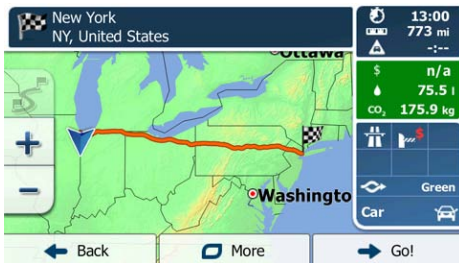 New York
NY, United States
13:00
773 mi
-:--
$ n/a
75.5 l
CO₂ 175.9 kg
Ottawa
$
+
Washingto
−
Green
Car
Back
More
Go!